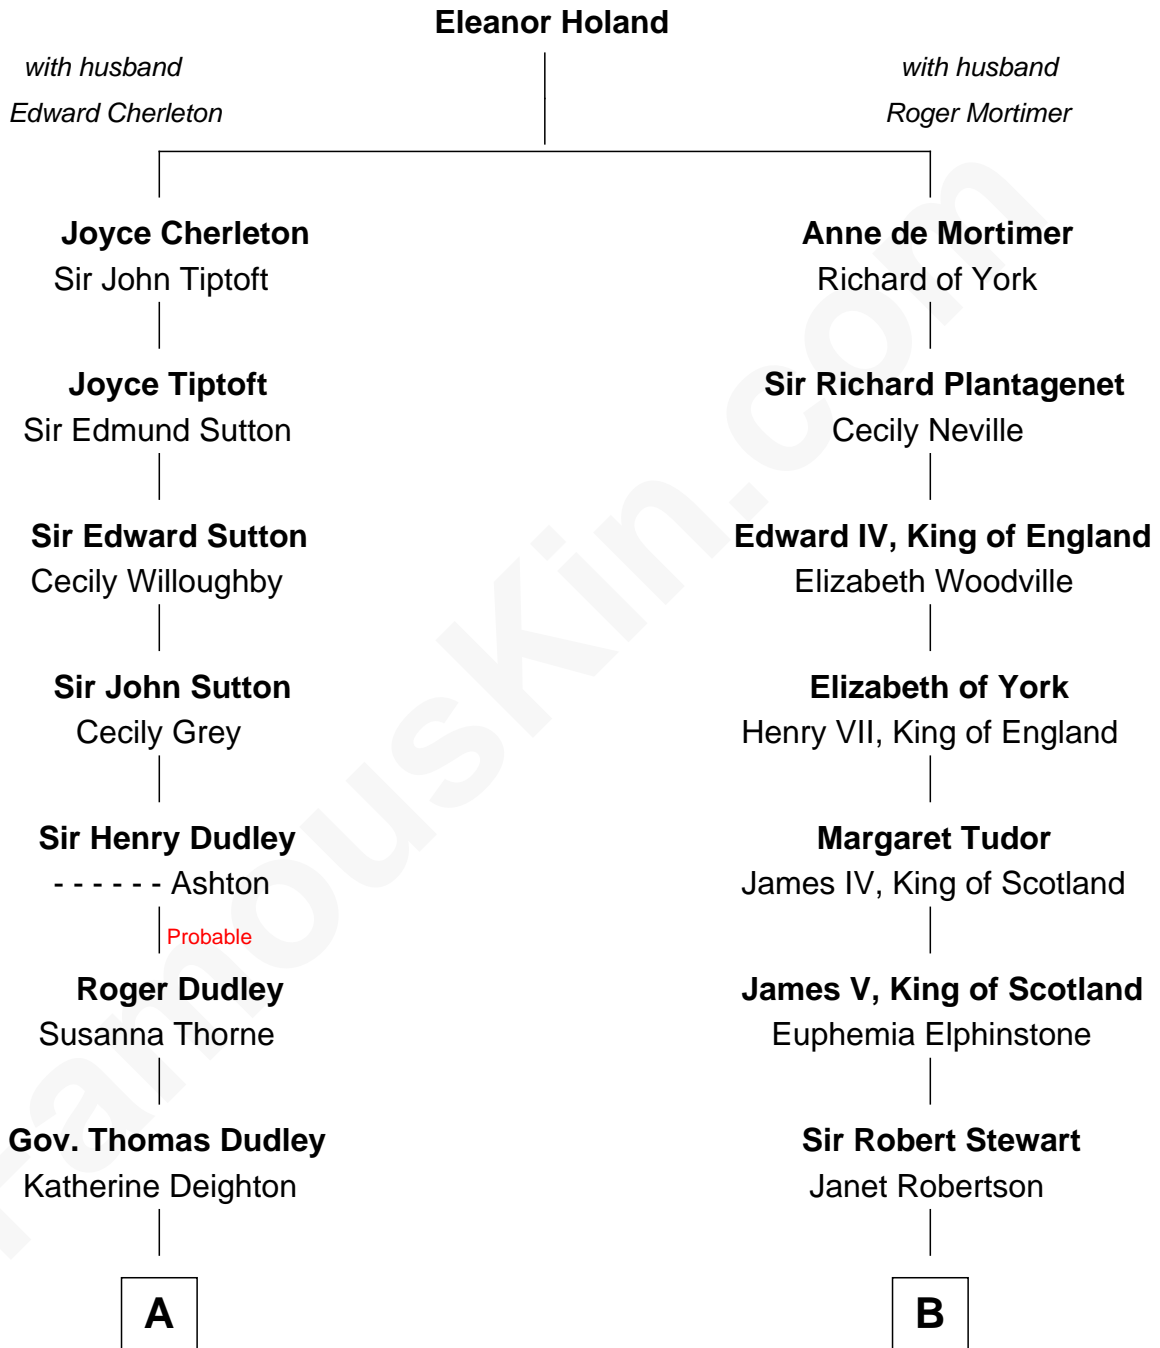 Eleanor Holand
with husband
Edward Cherleton
with husband
Roger Mortimer
Joyce Cherleton
Sir John Tiptoft
Anne de Mortimer
Richard of York
Joyce Tiptoft
Sir Edmund Sutton
Sir Richard Plantagenet
Cecily Neville
Sir Edward Sutton
Cecily Willoughby
Edward IV, King of England
Elizabeth Woodville
Sir John Sutton
Cecily Grey
Elizabeth of York
Henry VII, King of England
Sir Henry Dudley
- - - - - - Ashton
Margaret Tudor
James IV, King of Scotland
Probable
Roger Dudley
Susanna Thorne
James V, King of Scotland
Euphemia Elphinstone
Gov. Thomas Dudley
Katherine Deighton
Sir Robert Stewart
Janet Robertson
A
B
FamousKin.com